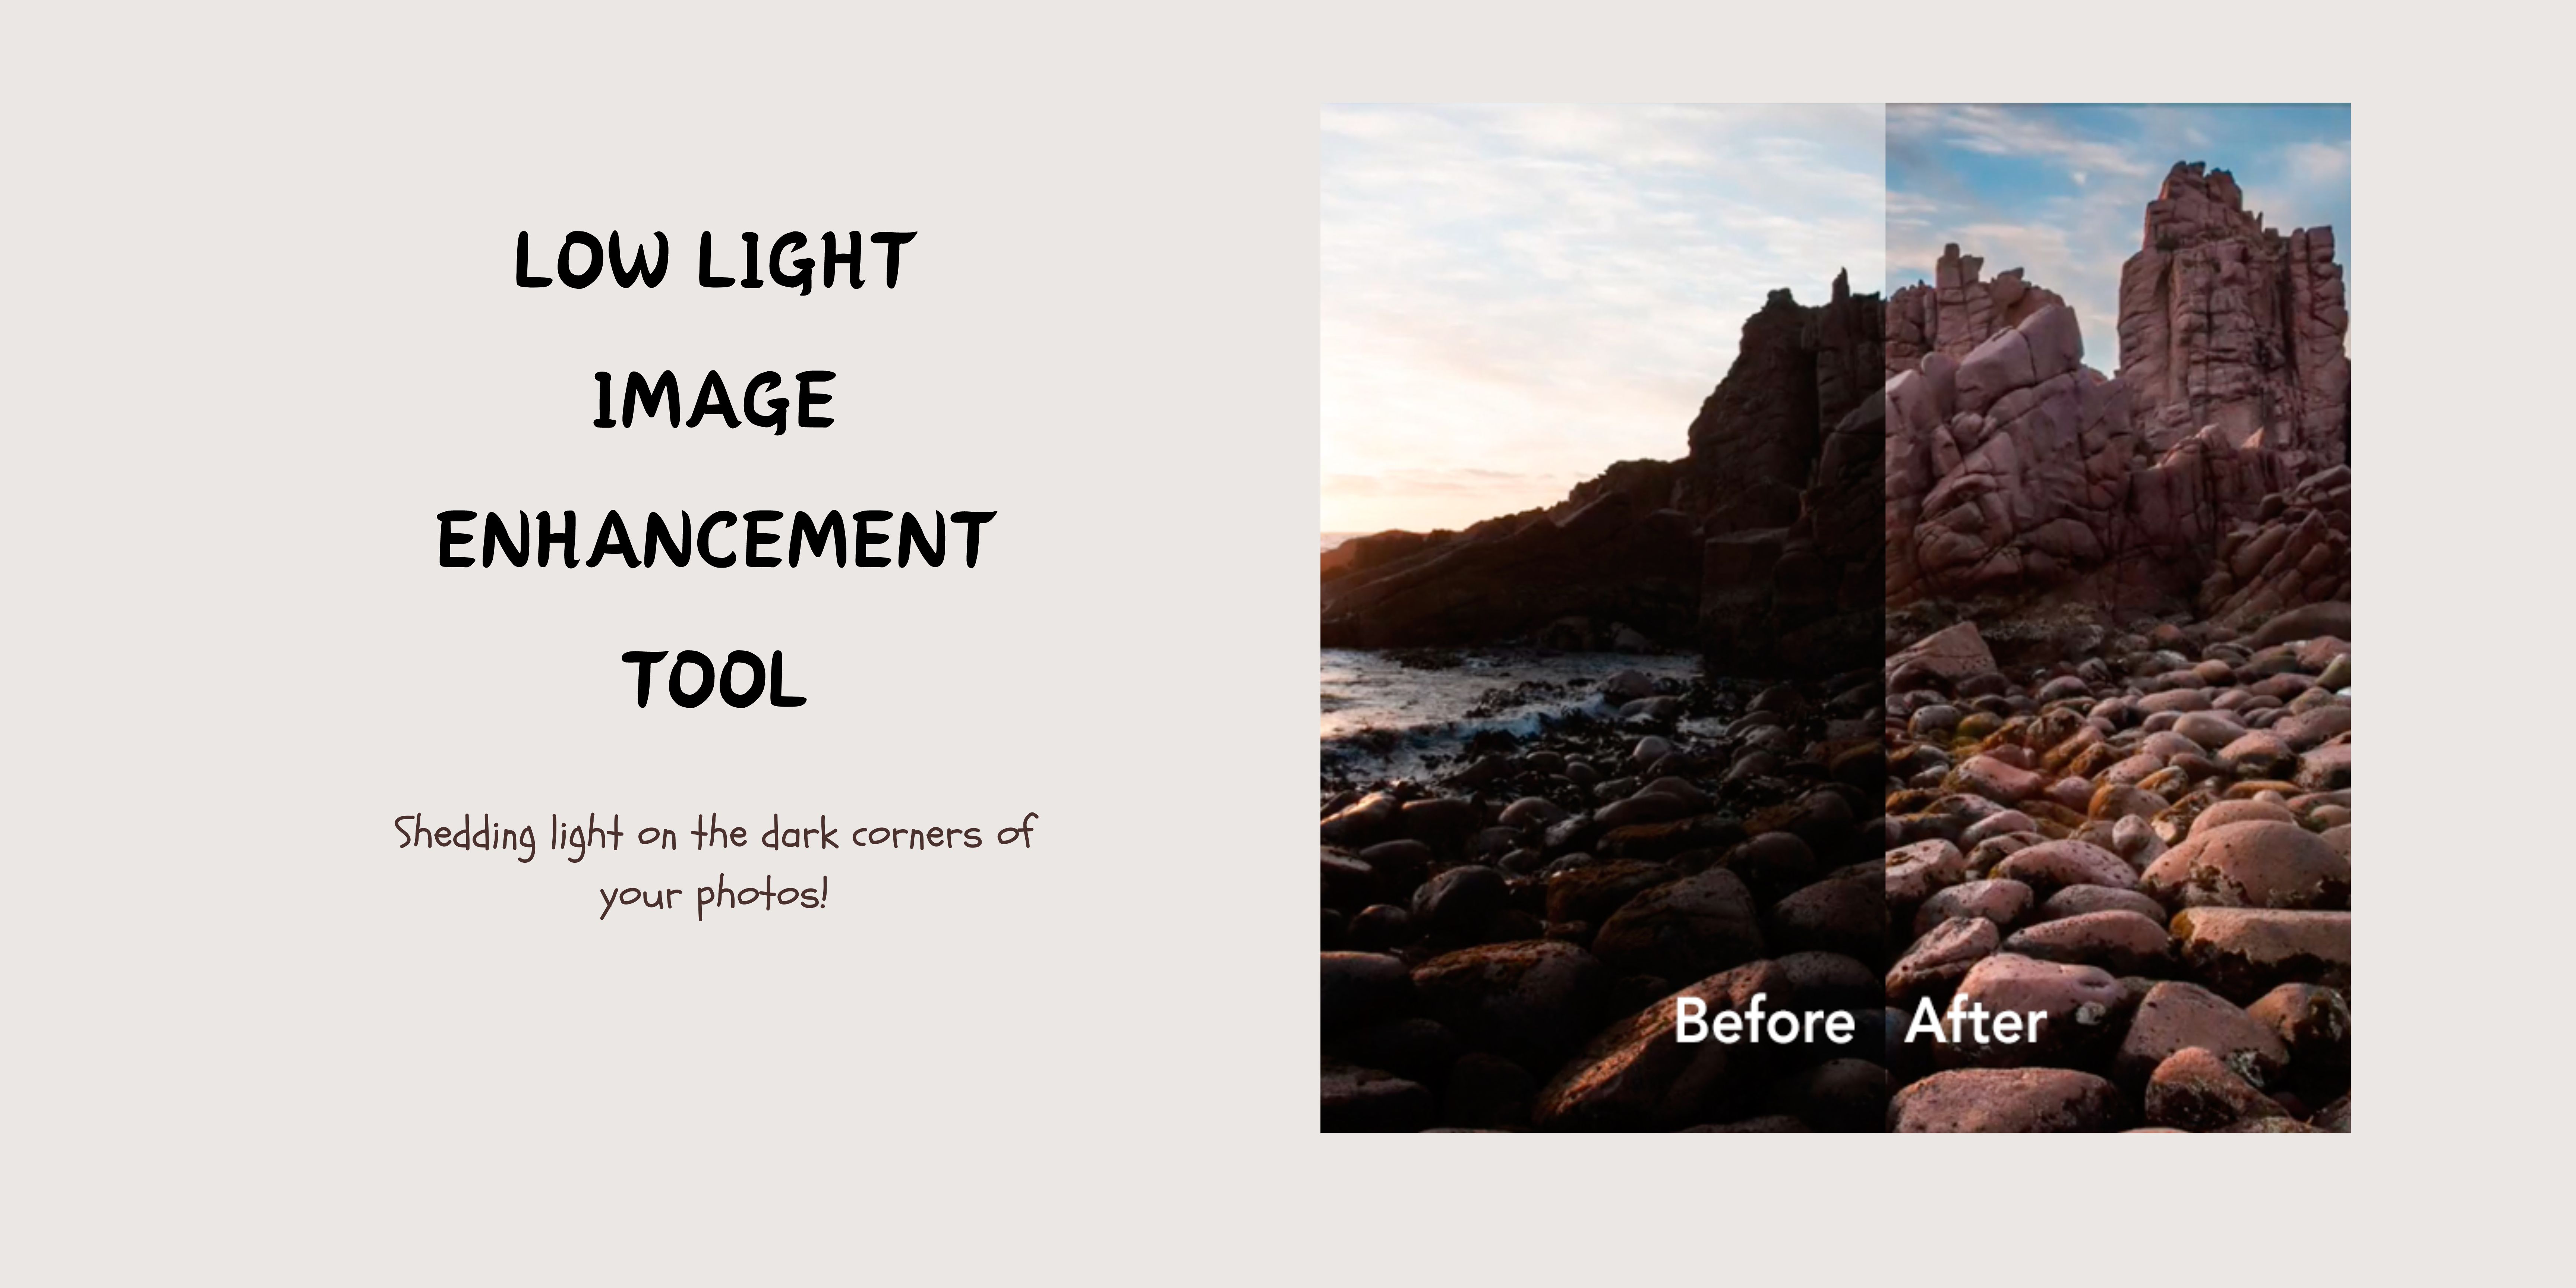 LOW LIGHT
IMAGE
ENHANCEMENT
TOOL
Shedding light on the dark corners of
your photos!
Before After